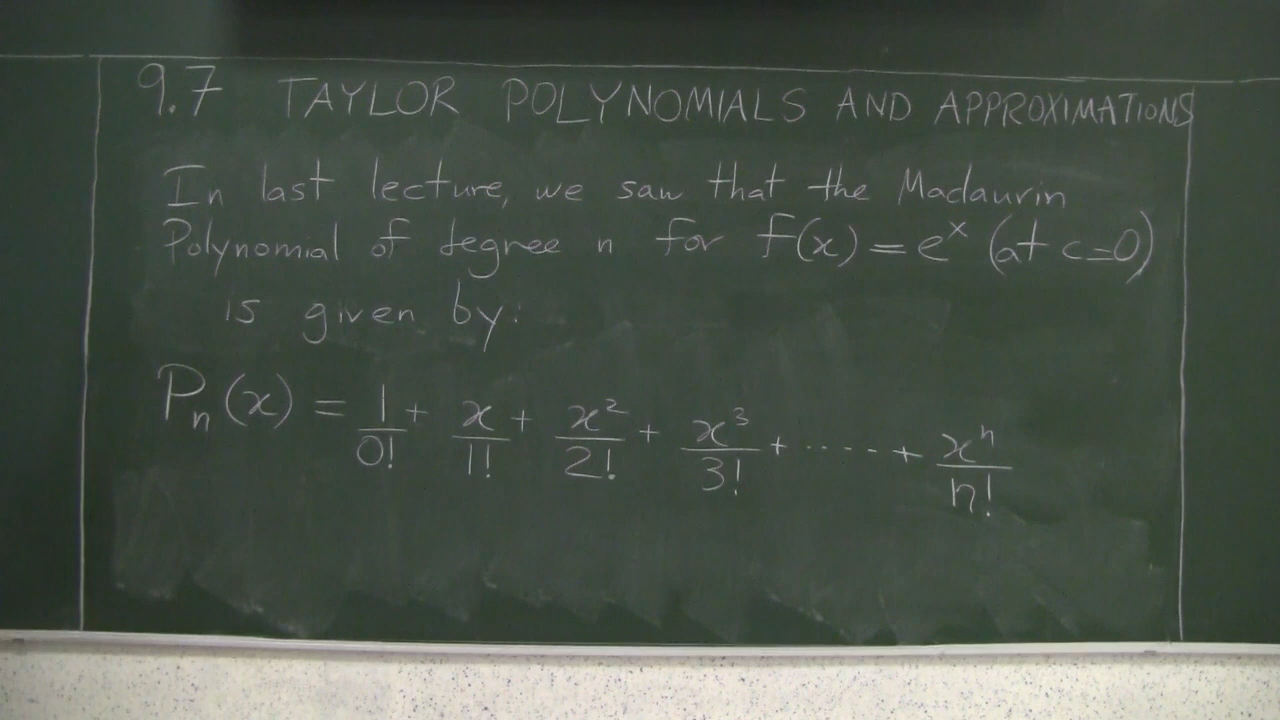 9.7 TAYLOR POLYNOMIALS AND APPROXIMATIONS
In last lecture, we saw that the Maclaurin
Polynomial of degree n for f(x) = e^x (at c=0)
is given by:
P_n(x) = 1/0! + x/1! + x^2/2! + x^3/3! + ..... + x^n/n!